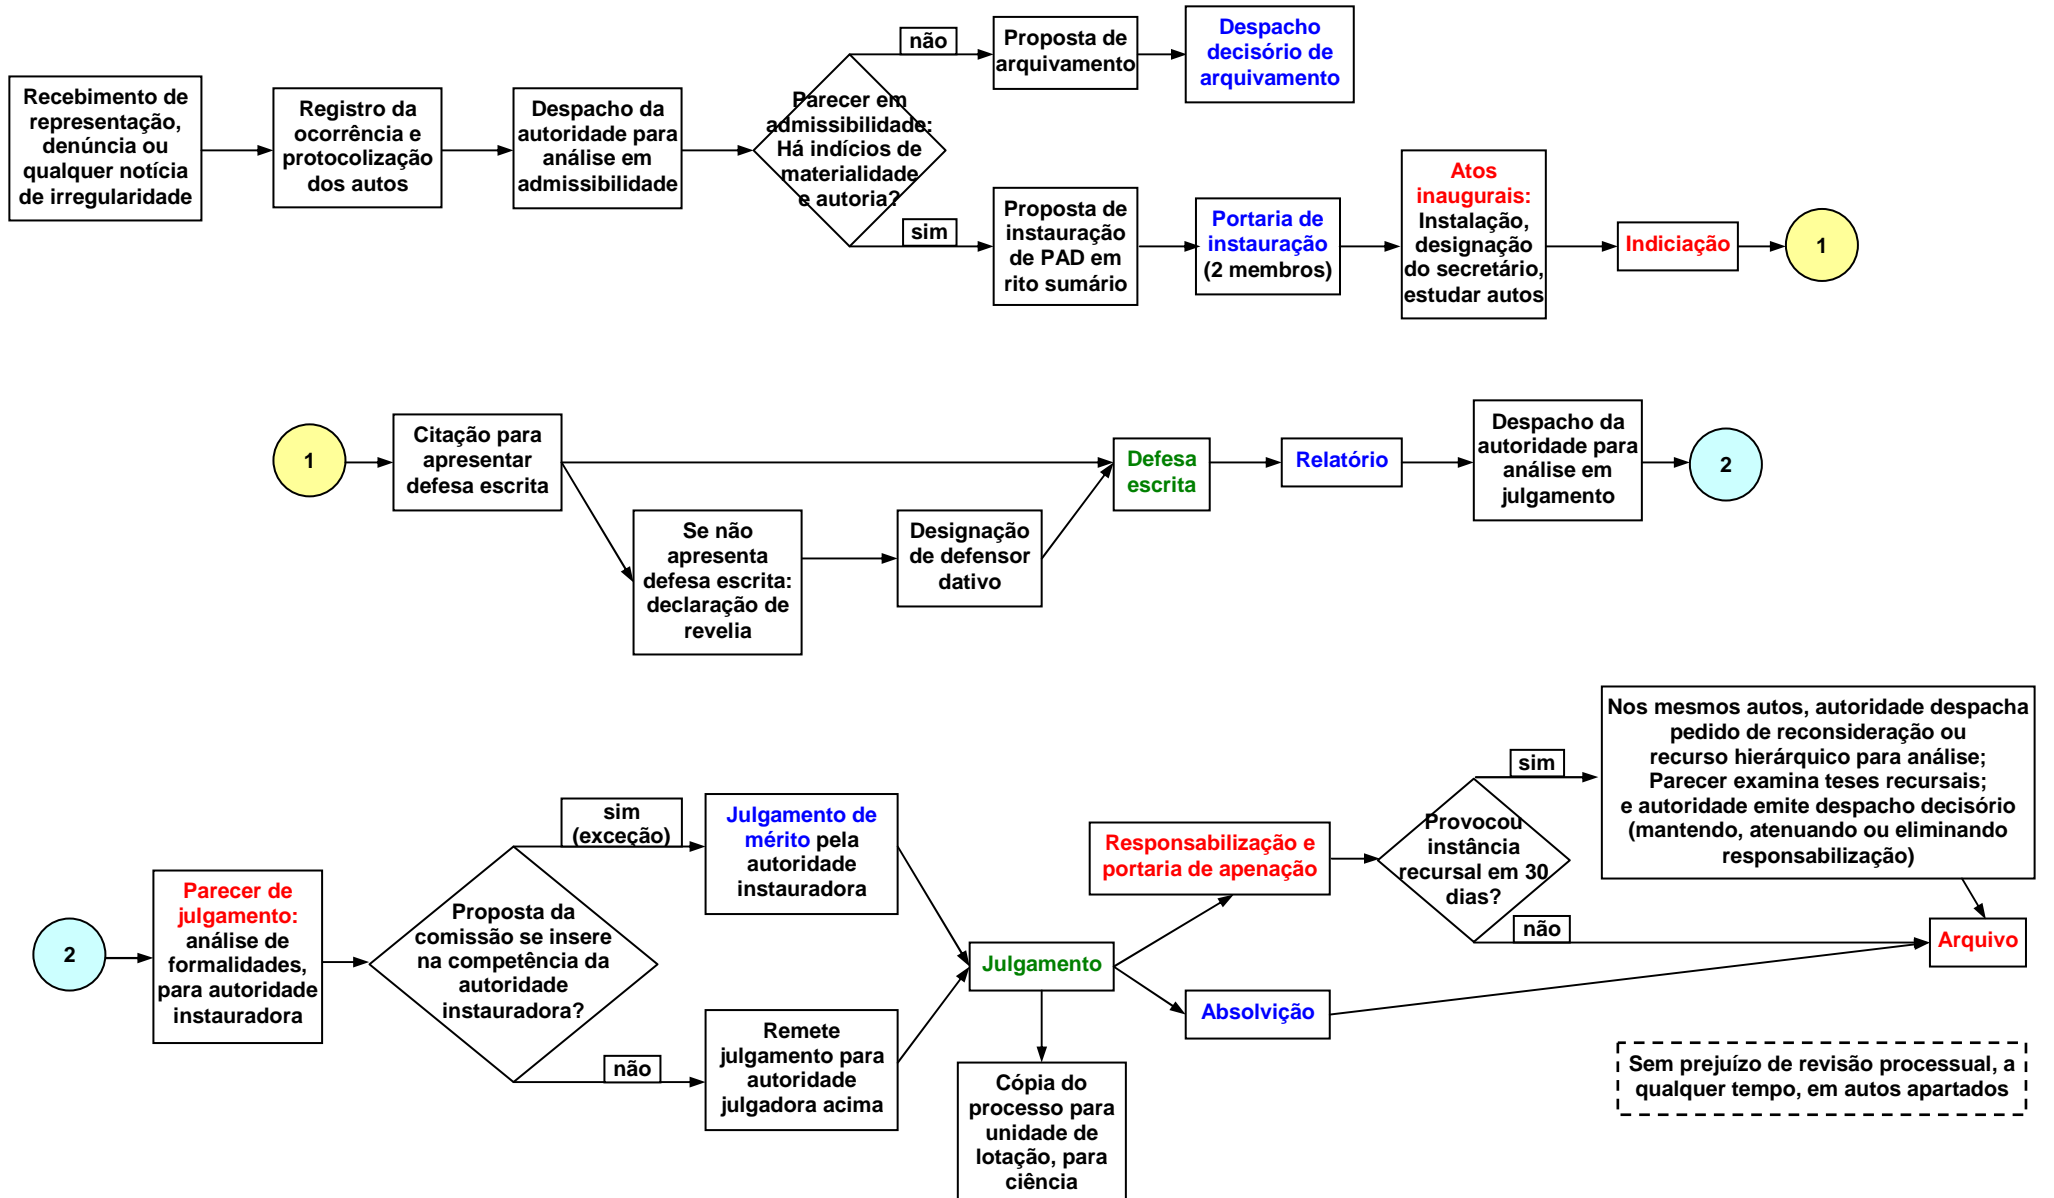 Recebimento de
representação,
denúncia ou
qualquer notícia
de irregularidade
Registro da
ocorrência e
protocolização
dos autos
Despacho da
autoridade para
análise em
admissibilidade
Parecer em
admissibilidade:
Há indícios de
materialidade
e autoria?
não
Proposta de
arquivamento
Despacho
decisório de
arquivamento
sim
Proposta de
instauração
de PAD em
rito sumário
Portaria de
instauração
(2 membros)
Atos
inaugurais:
Instalação,
designação
do secretário,
estudar autos
Indiciação
1
1
Citação para
apresentar
defesa escrita
Se não
apresenta
defesa escrita:
declaração de
revelia
Designação
de defensor
dativo
Defesa
escrita
Relatório
Despacho da
autoridade para
análise em
julgamento
2
2
Parecer de
julgamento:
análise de
formalidades,
para autoridade
instauradora
Proposta da
comissão se insere
na competência da
autoridade
instauradora?
sim
(exceção)
Julgamento de
mérito pela
autoridade
instauradora
não
Remete
julgamento para
autoridade
julgadora acima
Julgamento
Cópia do
processo para
unidade de
lotação, para
ciência
Responsabilização e
portaria de apenação
Absolvição
Provocou
instância
recursal em 30
dias?
sim
Nos mesmos autos, autoridade despacha
pedido de reconsideração ou
recurso hierárquico para análise;
Parecer examina teses recursais;
e autoridade emite despacho decisório
(mantendo, atenuando ou eliminando
responsabilização)
não
Arquivo
Sem prejuízo de revisão processual, a
qualquer tempo, em autos apartados